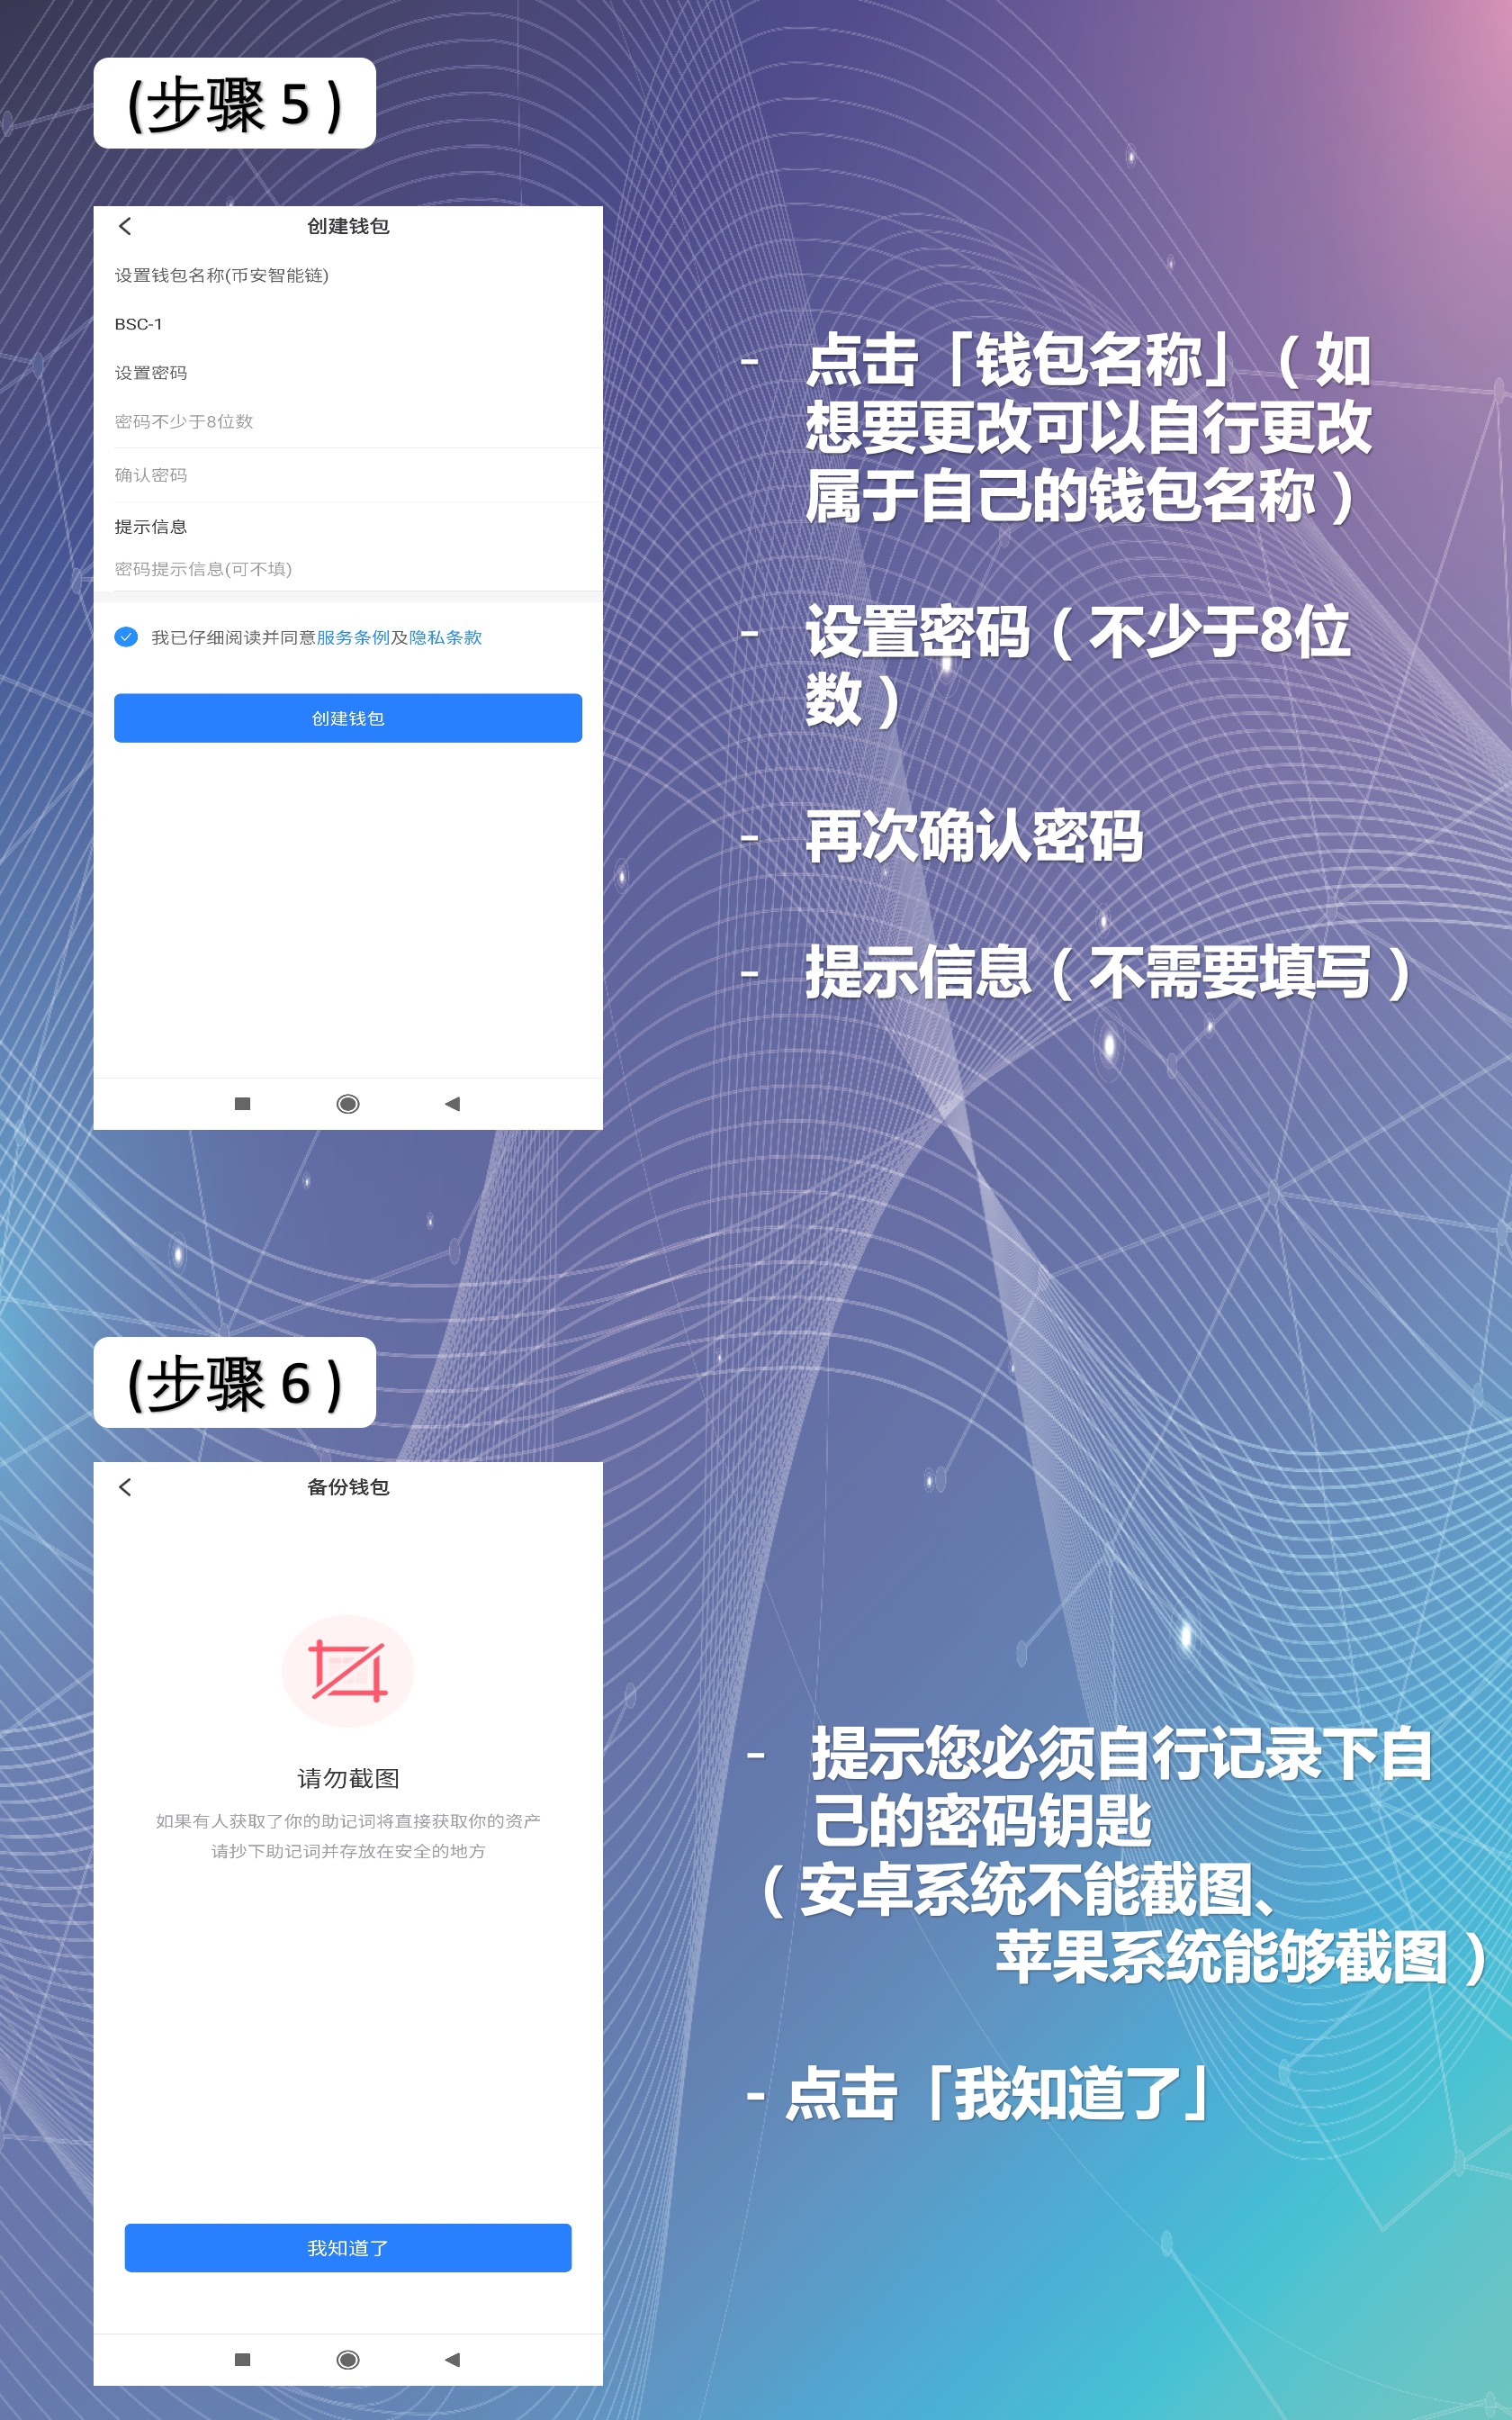 (步骤 5 )
创建钱包
设置钱包名称(币安智能链)
BSC-1
设置密码
密码不少于8位数
确认密码
提示信息
密码提示信息(可不填)
我已仔细阅读并同意服务条例及隐私条款
创建钱包
- 点击「钱包名称」（如
想要更改可以自行更改
属于自己的钱包名称）
- 设置密码（不少于8位
数）
- 再次确认密码
- 提示信息（不需要填写）
(步骤 6 )
备份钱包
请勿截图
如果有人获取了你的助记词将直接获取你的资产
请抄下助记词并存放在安全的地方
我知道了
- 提示您必须自行记录下自
己的密码钥匙
（安卓系统不能截图、
苹果系统能够截图）
- 点击「我知道了」